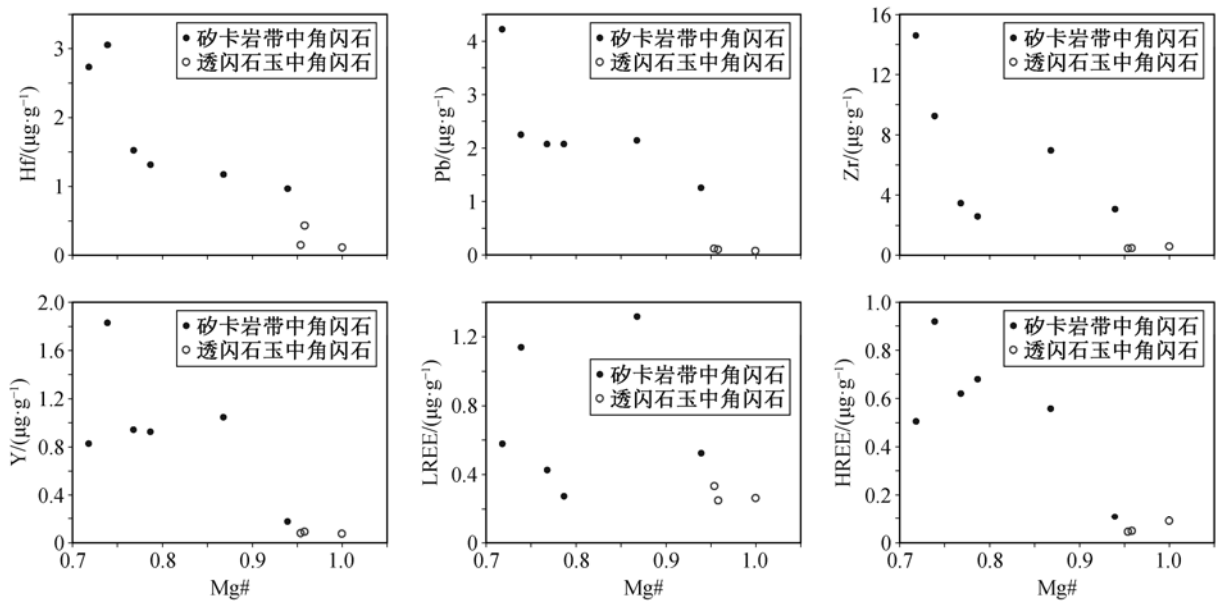 Hf/(μg·g⁻¹)
3
2
1
0
矽卡岩带中角闪石
透闪石玉中角闪石
Pb/(μg·g⁻¹)
4
3
2
1
0
矽卡岩带中角闪石
透闪石玉中角闪石
Zr/(μg·g⁻¹)
16
12
8
4
0
矽卡岩带中角闪石
透闪石玉中角闪石
Y/(μg·g⁻¹)
2.0
1.6
1.2
0.8
0.4
0
矽卡岩带中角闪石
透闪石玉中角闪石
0.7 0.8 0.9 1.0
Mg#
LREE/(μg·g⁻¹)
1.2
0.8
0.4
0
矽卡岩带中角闪石
透闪石玉中角闪石
0.7 0.8 0.9 1.0
Mg#
HREE/(μg·g⁻¹)
1.0
0.8
0.6
0.4
0.2
0
矽卡岩带中角闪石
透闪石玉中角闪石
0.7 0.8 0.9 1.0
Mg#